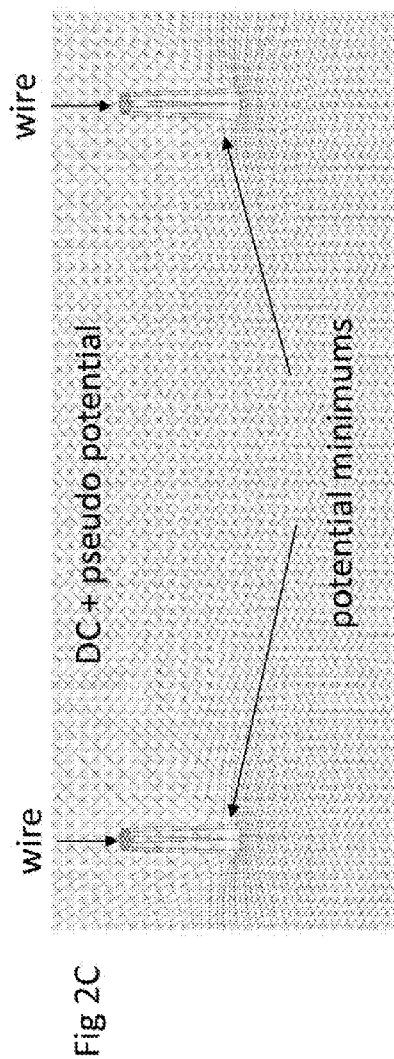 Fig 2C
wire
wire
DC + pseudo potential
potential minimums